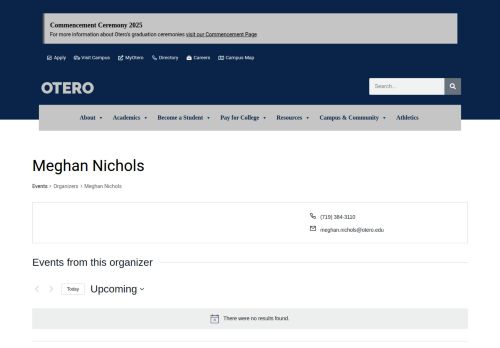 Commencement Ceremony 2025
For more information about Otero's graduation ceremonies visit our Commencement Page
Apply Visit Campus MyOtero Directory Careers Campus Map
OTERO
Search...
About Academics Become a Student Pay for College Resources Campus & Community Athletics
Meghan Nichols
Events Organizers Meghan Nichols
(719) 384-3110
meghan.nichols@otero.edu
Events from this organizer
Today Upcoming
There were no results found.